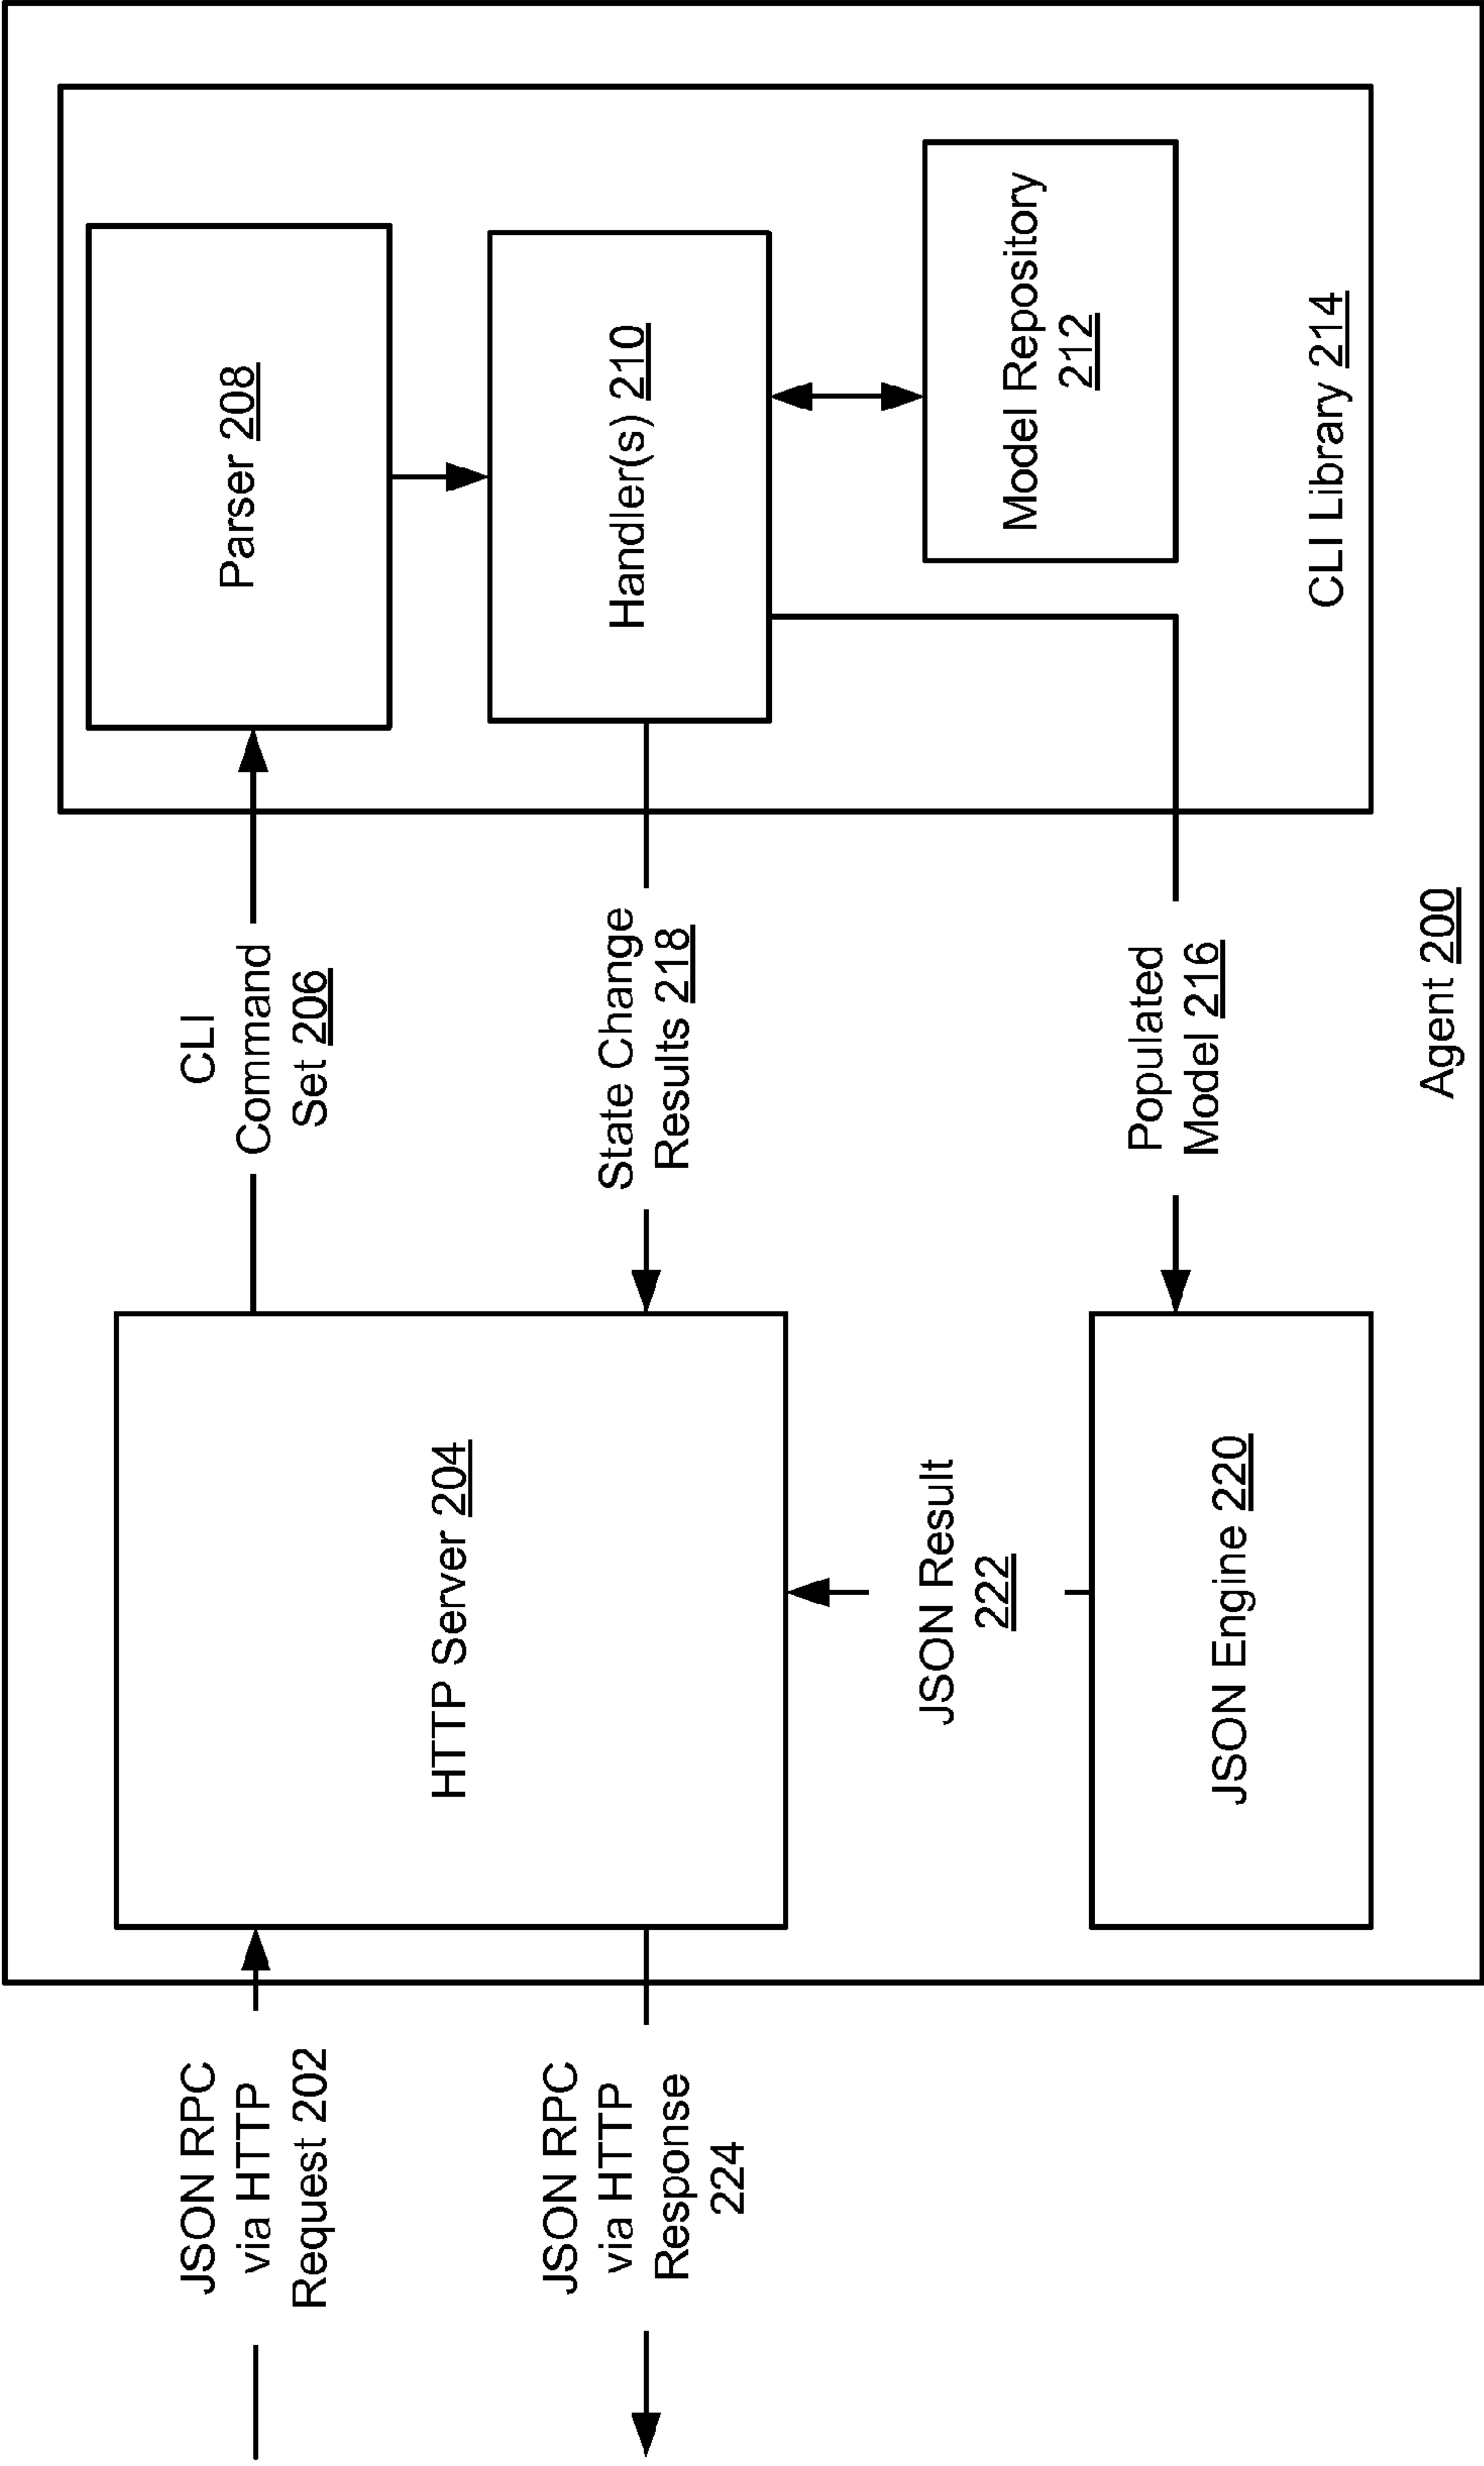 JSON RPC
via HTTP
Request 202
HTTP Server 204
CLI
Command
Set 206
Parser 208
Handler(s) 210
Model Repository
212
CLI Library 214
State Change
Results 218
Populated
Model 216
JSON Engine 220
JSON Result
222
JSON RPC
via HTTP
Response
224
Agent 200